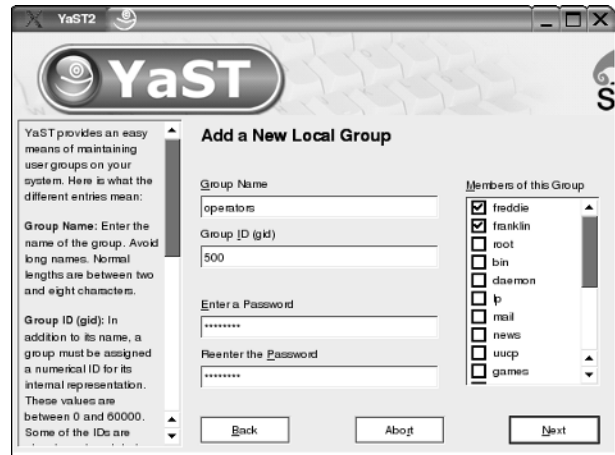 YaST2
YaST
S
YaST provides an easy
means of maintaining
user groups on your
system. Here is what the
different entries mean:
Group Name: Enter the
name of the group. Avoid
long names. Normal
lengths are between two
and eight characters.
Group ID (gid): In
addition to its name, a
group must be assigned
a numerical ID for its
internal representation.
These values are
between 0 and 60000.
Some of the IDs are
Add a New Local Group
Group Name
operators
Group ID (gid)
500
Enter a Password
********
Reenter the Password
********
Members of this Group
freddie
franklin
root
bin
daemon
lp
mail
news
uucp
games
Back
Abort
Next